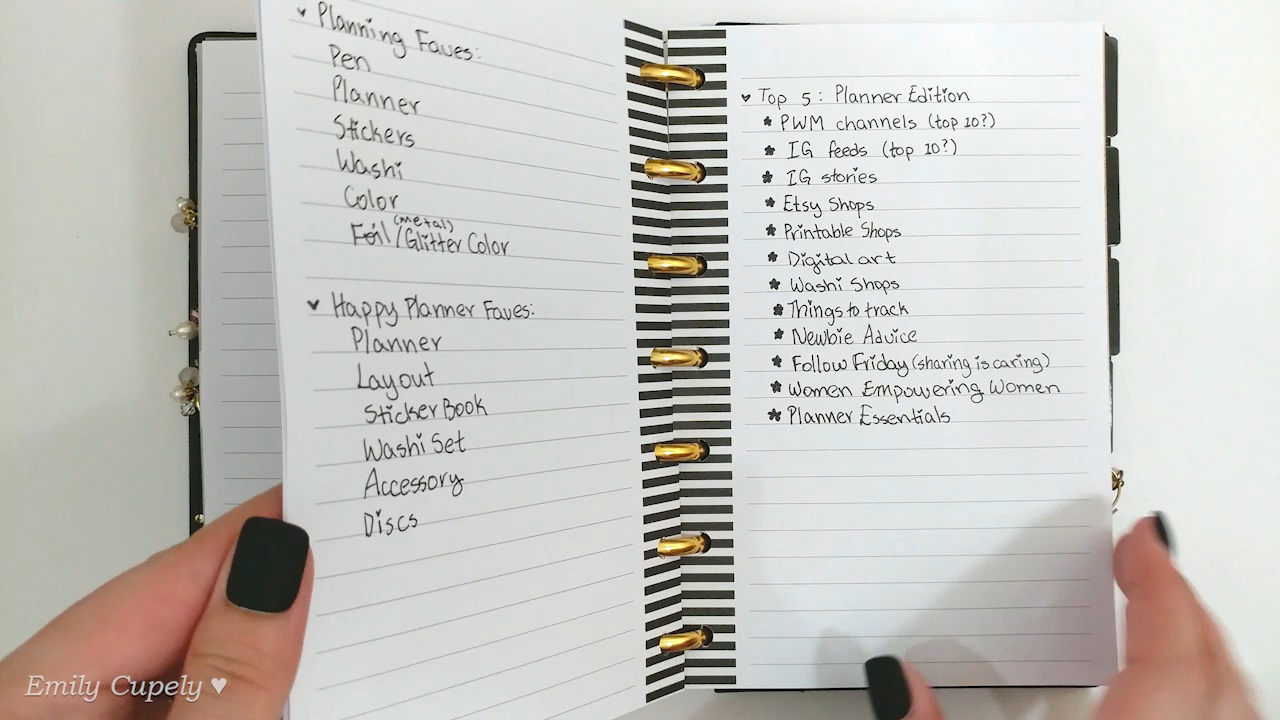 Planning Faves:
Pen
Planner
Stickers
Washi
Color
(metal)
Foil/Glitter Color
Happy Planner Faves:
Planner
Layout
Sticker Book
Washi Set
Accessory
Discs
Top 5: Planner Edition
PWM channels (top 10?)
IG feeds (top 10?)
IG stories
Etsy Shops
Printable Shops
Digital art
Washi Shops
Things to track
Newbie Advice
Follow Friday (sharing is caring)
Women Empowering Women
Planner Essentials
Emily Cupely ♥